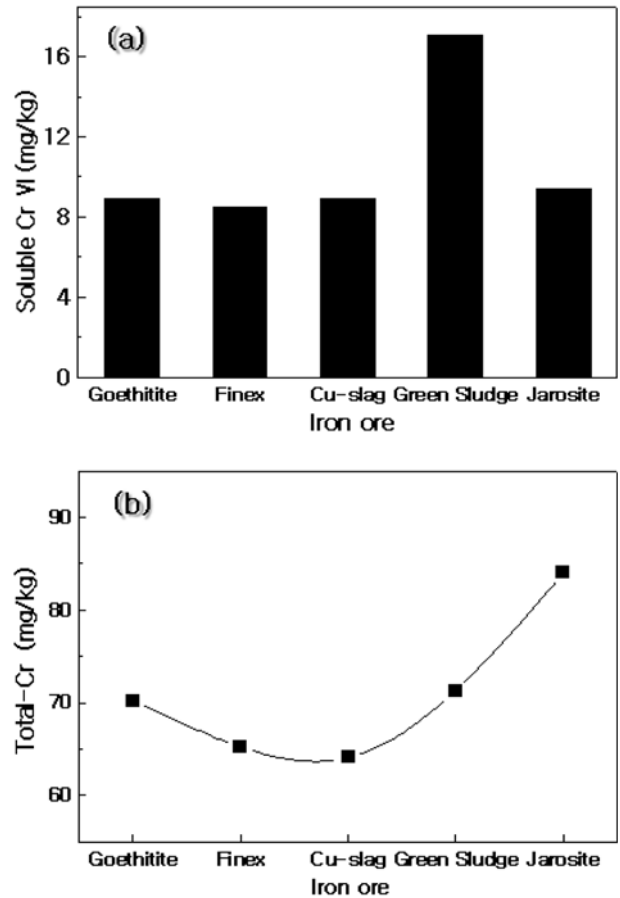 (a)
Soluble Cr VI (mg/kg)
16
12
8
4
0
Goethitite Finex Cu-slag Green Sludge Jarosite
Iron ore
(b)
Total-Cr (mg/kg)
90
80
70
60
Goethitite Finex Cu-slag Green Sludge Jarosite
Iron ore